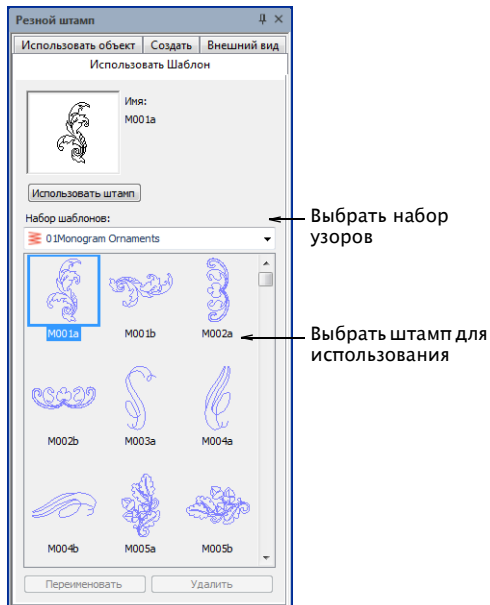 Резной штамп
Использовать объект Создать Внешний вид
Использовать Шаблон
Имя:
M001a
Использовать штамп
Набор шаблонов:
01Monogram Ornaments
Выбрать набор
узоров
M001a M001b M002a
Выбрать штамп для
использования
M002b M003a M004a
M004b M005a M005b
Переименовать Удалить